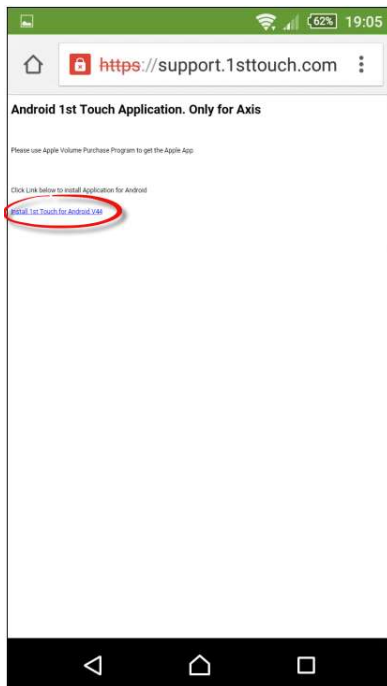 62% 19:05
https://support.1sttouch.com
Android 1st Touch Application. Only for Axis
Please use Apple Volume Purchase Program to get the Apple App
Click Link below to install Application for Android
Install 1st Touch for Android V44